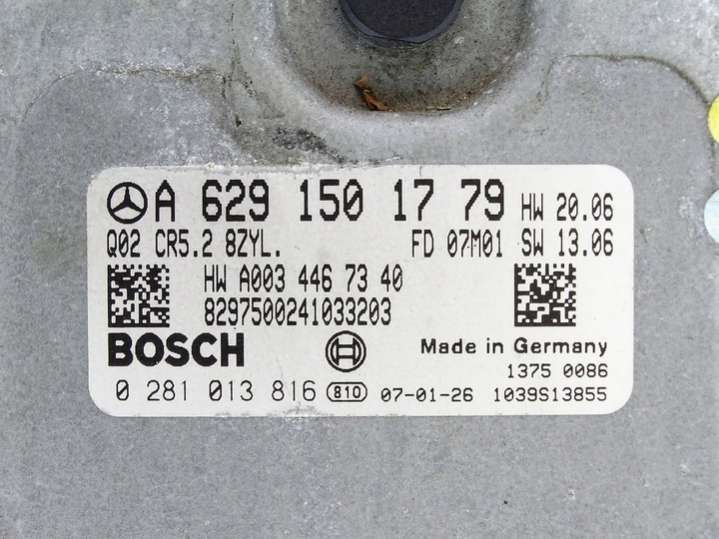 A 629 150 17 79 HW 20.06
Q02 CR5.2 8ZYL. FD 07M01 SW 13.06
HW A003 446 73 40
8297500241033203
BOSCH Made in Germany
1375 0086
0 281 013 816 810 07-01-26 1039S13855